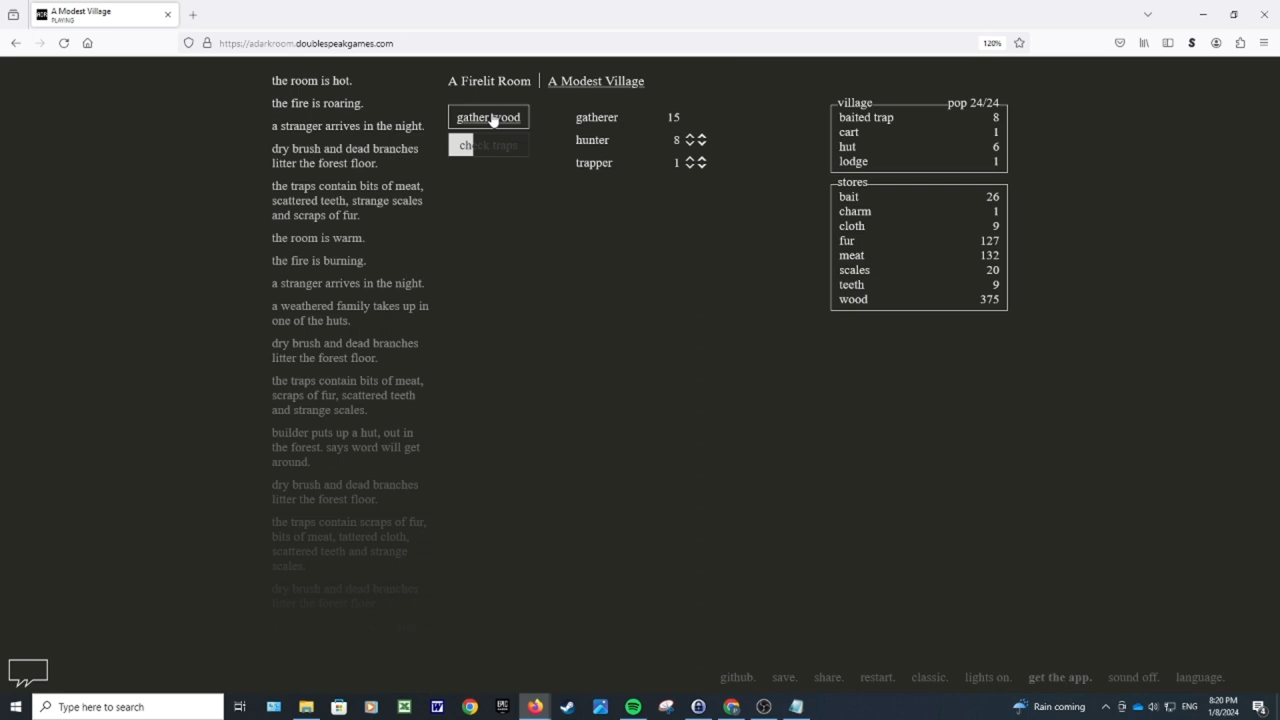 A Modest Village
PLAYING
https://adarkroom.doublespeakgames.com
120%
the room is hot.
the fire is roaring.
a stranger arrives in the night.
dry brush and dead branches
litter the forest floor.
the traps contain bits of meat,
scattered teeth, strange scales
and scraps of fur.
the room is warm.
the fire is burning.
a stranger arrives in the night.
a weathered family takes up in
one of the huts.
dry brush and dead branches
litter the forest floor.
the traps contain bits of meat,
scraps of fur, scattered teeth
and strange scales.
builder puts up a hut, out in
the forest. says word will get
around.
dry brush and dead branches
litter the forest floor.
the traps contain scraps of fur,
bits of meat, tattered cloth,
scattered teeth and strange
scales.
dry brush and dead branches
litter the forest floor.
A Firelit Room | A Modest Village
gather wood
check traps
gatherer 15
hunter 8
trapper 1
village pop 24/24
baited trap 8
cart 1
hut 6
lodge 1
stores
bait 26
charm 1
cloth 9
fur 127
meat 132
scales 20
teeth 9
wood 375
github. save. share. restart. classic. lights on. get the app. sound off. language.
Type here to search
Rain coming
ENG
8:20 PM
1/8/2024